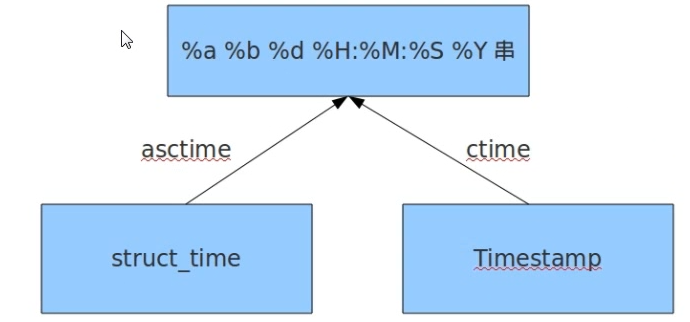 %a %b %d %H:%M:%S %Y 串
asctime
ctime
struct_time
Timestamp